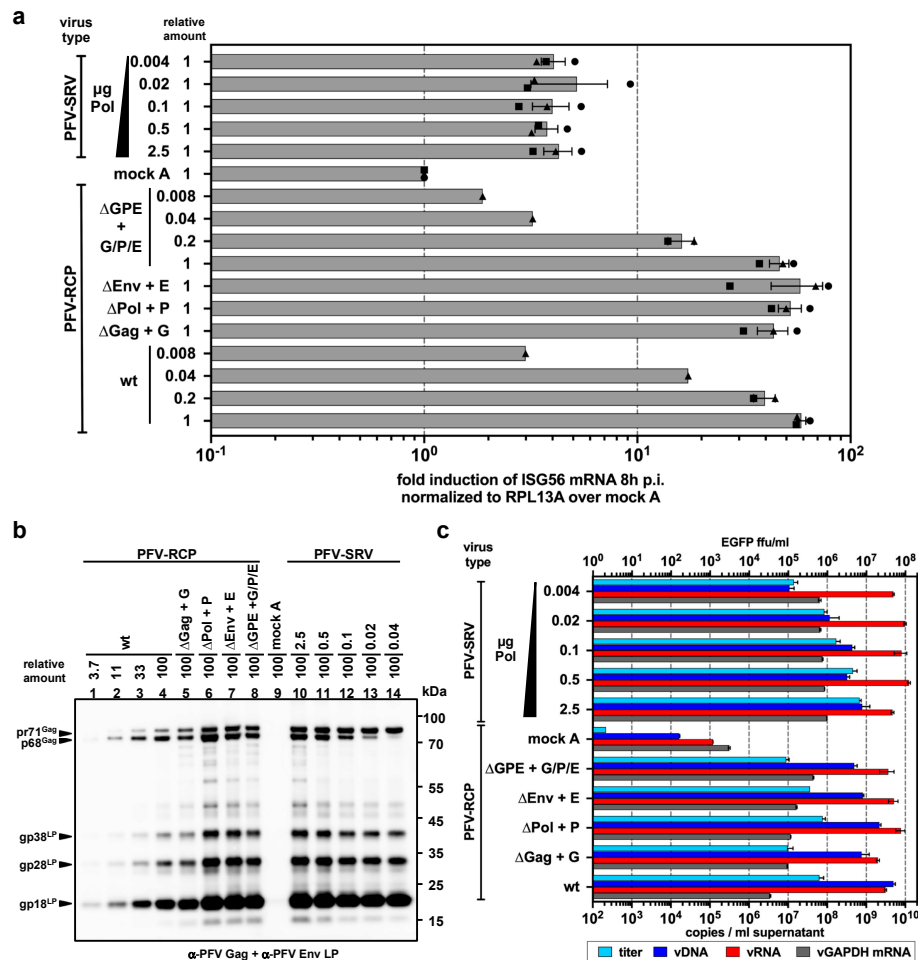 a
virus type
relative amount
PFV-SRV
µg Pol
0.004 1
0.02 1
0.1 1
0.5 1
2.5 1
mock A 1
PFV-RCP
ΔGPE + G/P/E
0.008
0.04
0.2
1
ΔEnv + E 1
ΔPol + P 1
ΔGag + G 1
wt
0.008
0.04
0.2
1
10-1 100 101 102
fold induction of ISG56 mRNA 8h p.i.
normalized to RPL13A over mock A
b
PFV-RCP PFV-SRV
wt ΔGag + G ΔPol + P ΔEnv + E ΔGPE +G/P/E mock A 2.5 0.5 0.1 0.02 0.04
relative amount 3.7 11 33 100 100 100 100 100 100 100 100 100 100 100
1 2 3 4 5 6 7 8 9 10 11 12 13 14 kDa
pr71Gag
p68Gag
gp38LP
gp28LP
gp18LP
100
70
55
45
35
25
15
α-PFV Gag + α-PFV Env LP
c
virus type
EGFP ffu/ml
100 101 102 103 104 105 106 107 108
PFV-SRV
µg Pol
0.004
0.02
0.1
0.5
2.5
mock A
PFV-RCP
ΔGPE + G/P/E
ΔEnv + E
ΔPol + P
ΔGag + G
wt
102 103 104 105 106 107 108 109 1010
copies / ml supernatant
titer vDNA vRNA vGAPDH mRNA